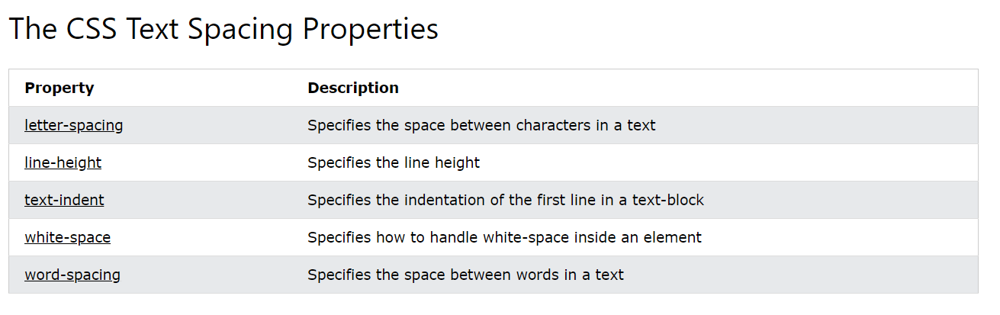 The CSS Text Spacing Properties
Property Description
letter-spacing Specifies the space between characters in a text
line-height Specifies the line height
text-indent Specifies the indentation of the first line in a text-block
white-space Specifies how to handle white-space inside an element
word-spacing Specifies the space between words in a text